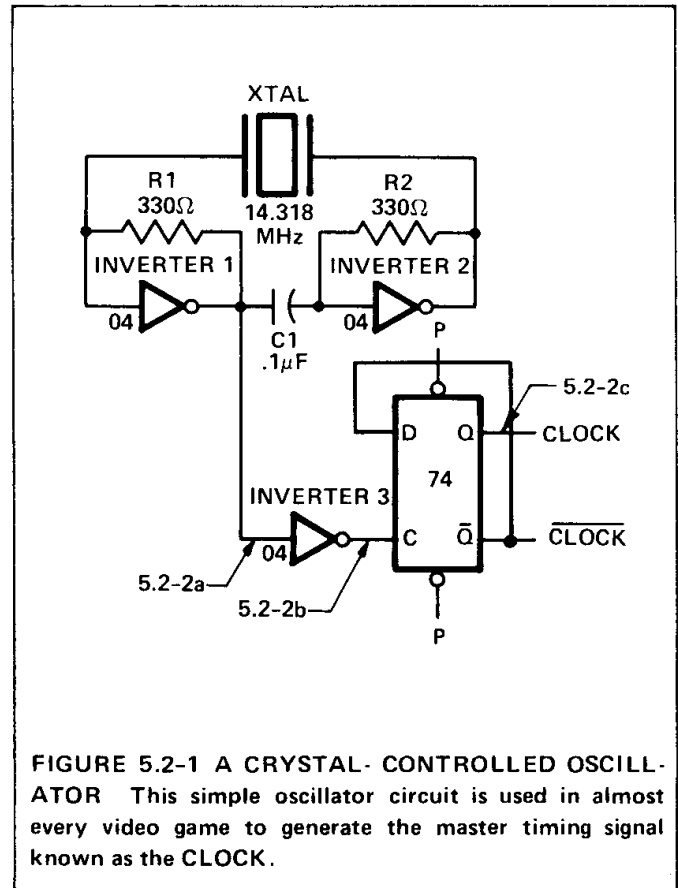 XTAL
R1
330Ω
14.318
MHz
R2
330Ω
INVERTER 1
INVERTER 2
04
C1
.1μF
04
P
5.2-2c
D
Q
CLOCK
74
INVERTER 3
04
C
Q̅
C̅L̅O̅C̅K̅
5.2-2a
5.2-2b
P
FIGURE 5.2-1 A CRYSTAL- CONTROLLED OSCILL-
ATOR This simple oscillator circuit is used in almost
every video game to generate the master timing signal
known as the CLOCK.